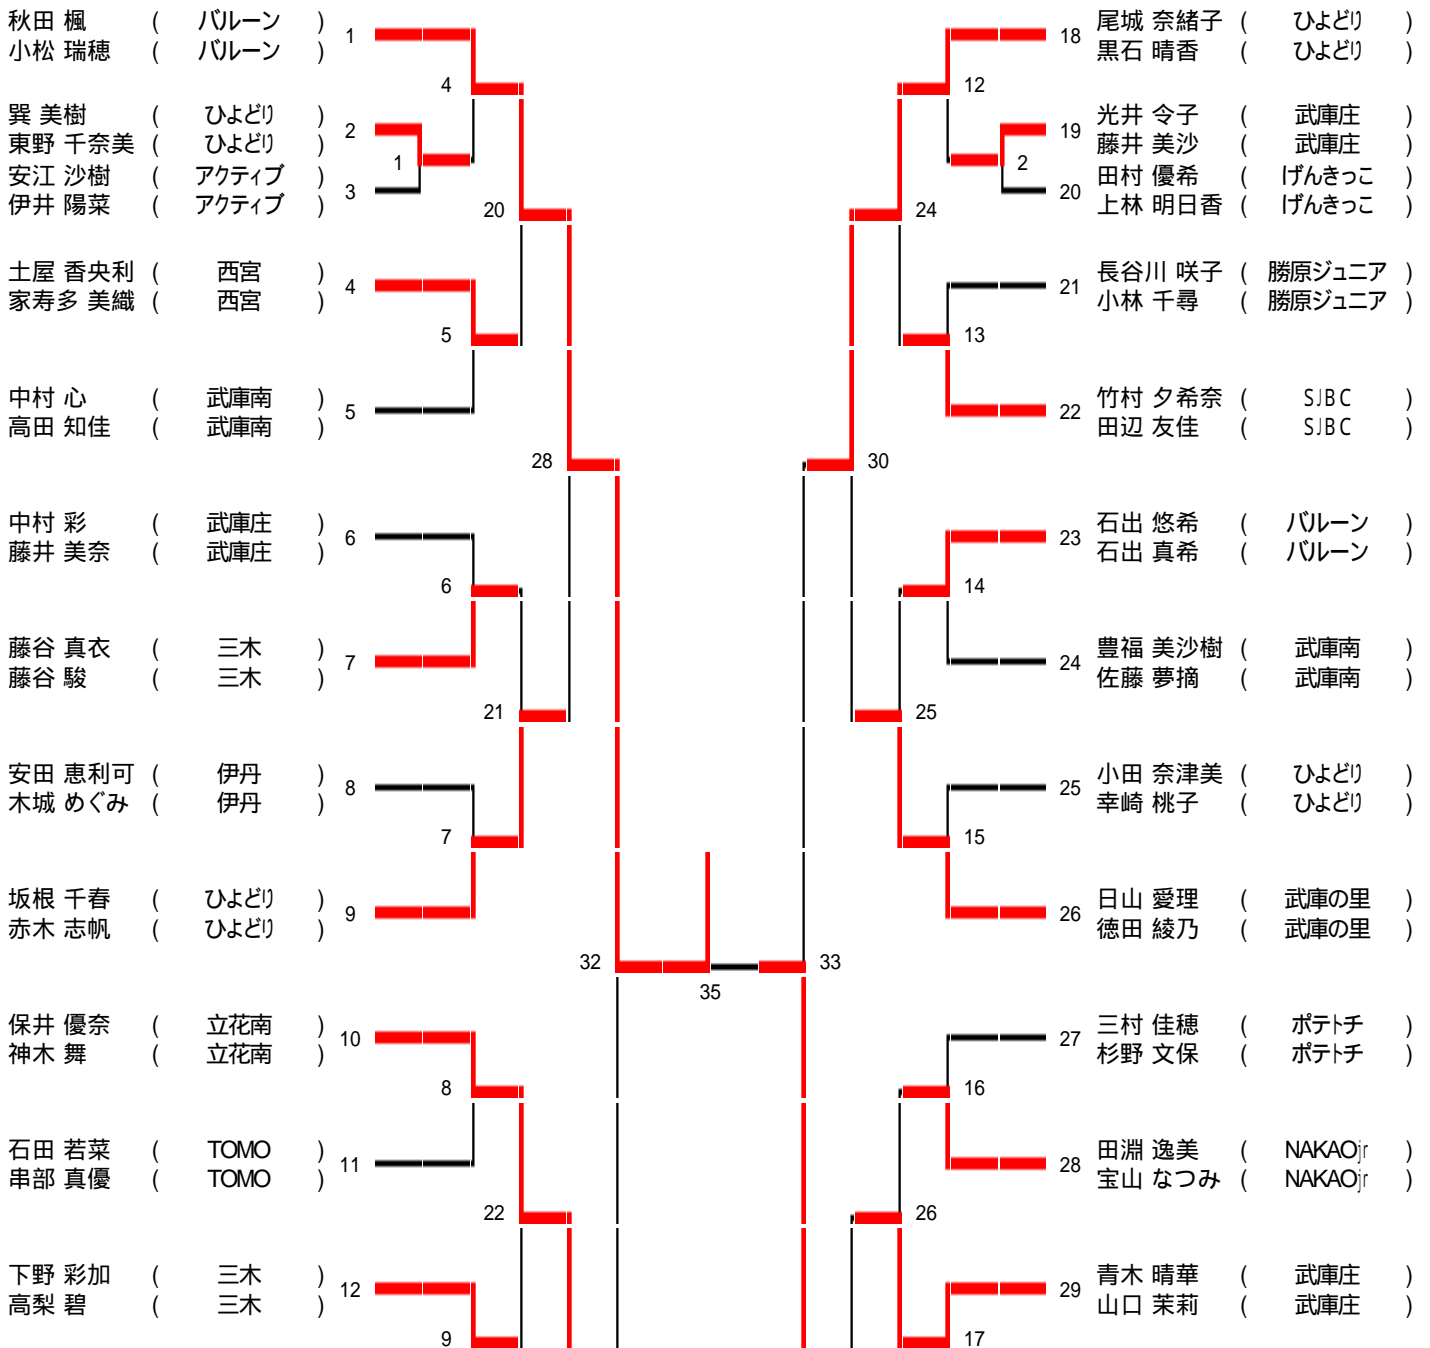 秋田 楓 ( バルーン ) 1
小松 瑞穂 ( バルーン )
4
巽 美樹 ( ひよどり ) 2
東野 千奈美 ( ひよどり )
1
安江 沙樹 ( アクティブ ) 3
伊井 陽菜 ( アクティブ )
20
土屋 香央利 ( 西宮 ) 4
家寿多 美織 ( 西宮 )
5
中村 心 ( 武庫南 ) 5
高田 知佳 ( 武庫南 )
28
中村 彩 ( 武庫庄 ) 6
藤井 美奈 ( 武庫庄 )
6
藤谷 真衣 ( 三木 ) 7
藤谷 駿 ( 三木 )
21
安田 恵利可 ( 伊丹 ) 8
木城 めぐみ ( 伊丹 )
7
坂根 千春 ( ひよどり ) 9
赤木 志帆 ( ひよどり )
32
35
保井 優奈 ( 立花南 ) 10
神木 舞 ( 立花南 )
8
石田 若菜 ( TOMO ) 11
串部 真優 ( TOMO )
22
下野 彩加 ( 三木 ) 12
高梨 碧 ( 三木 )
9
18 尾城 奈緒子 ( ひよどり )
黒石 晴香 ( ひよどり )
12
19 光井 令子 ( 武庫庄 )
藤井 美沙 ( 武庫庄 )
2
20 田村 優希 ( げんきっこ )
上林 明日香 ( げんきっこ )
24
21 長谷川 咲子 ( 勝原ジュニア )
小林 千尋 ( 勝原ジュニア )
13
22 竹村 夕希奈 ( SJBC )
田辺 友佳 ( SJBC )
30
23 石出 悠希 ( バルーン )
石出 真希 ( バルーン )
14
24 豊福 美沙樹 ( 武庫南 )
佐藤 夢摘 ( 武庫南 )
25
25 小田 奈津美 ( ひよどり )
幸崎 桃子 ( ひよどり )
15
26 日山 愛理 ( 武庫の里 )
徳田 綾乃 ( 武庫の里 )
33
27 三村 佳穂 ( ポテトチ )
杉野 文保 ( ポテトチ )
16
28 田淵 逸美 ( NAKAOjr )
宝山 なつみ ( NAKAOjr )
26
29 青木 晴華 ( 武庫庄 )
山口 茉莉 ( 武庫庄 )
17